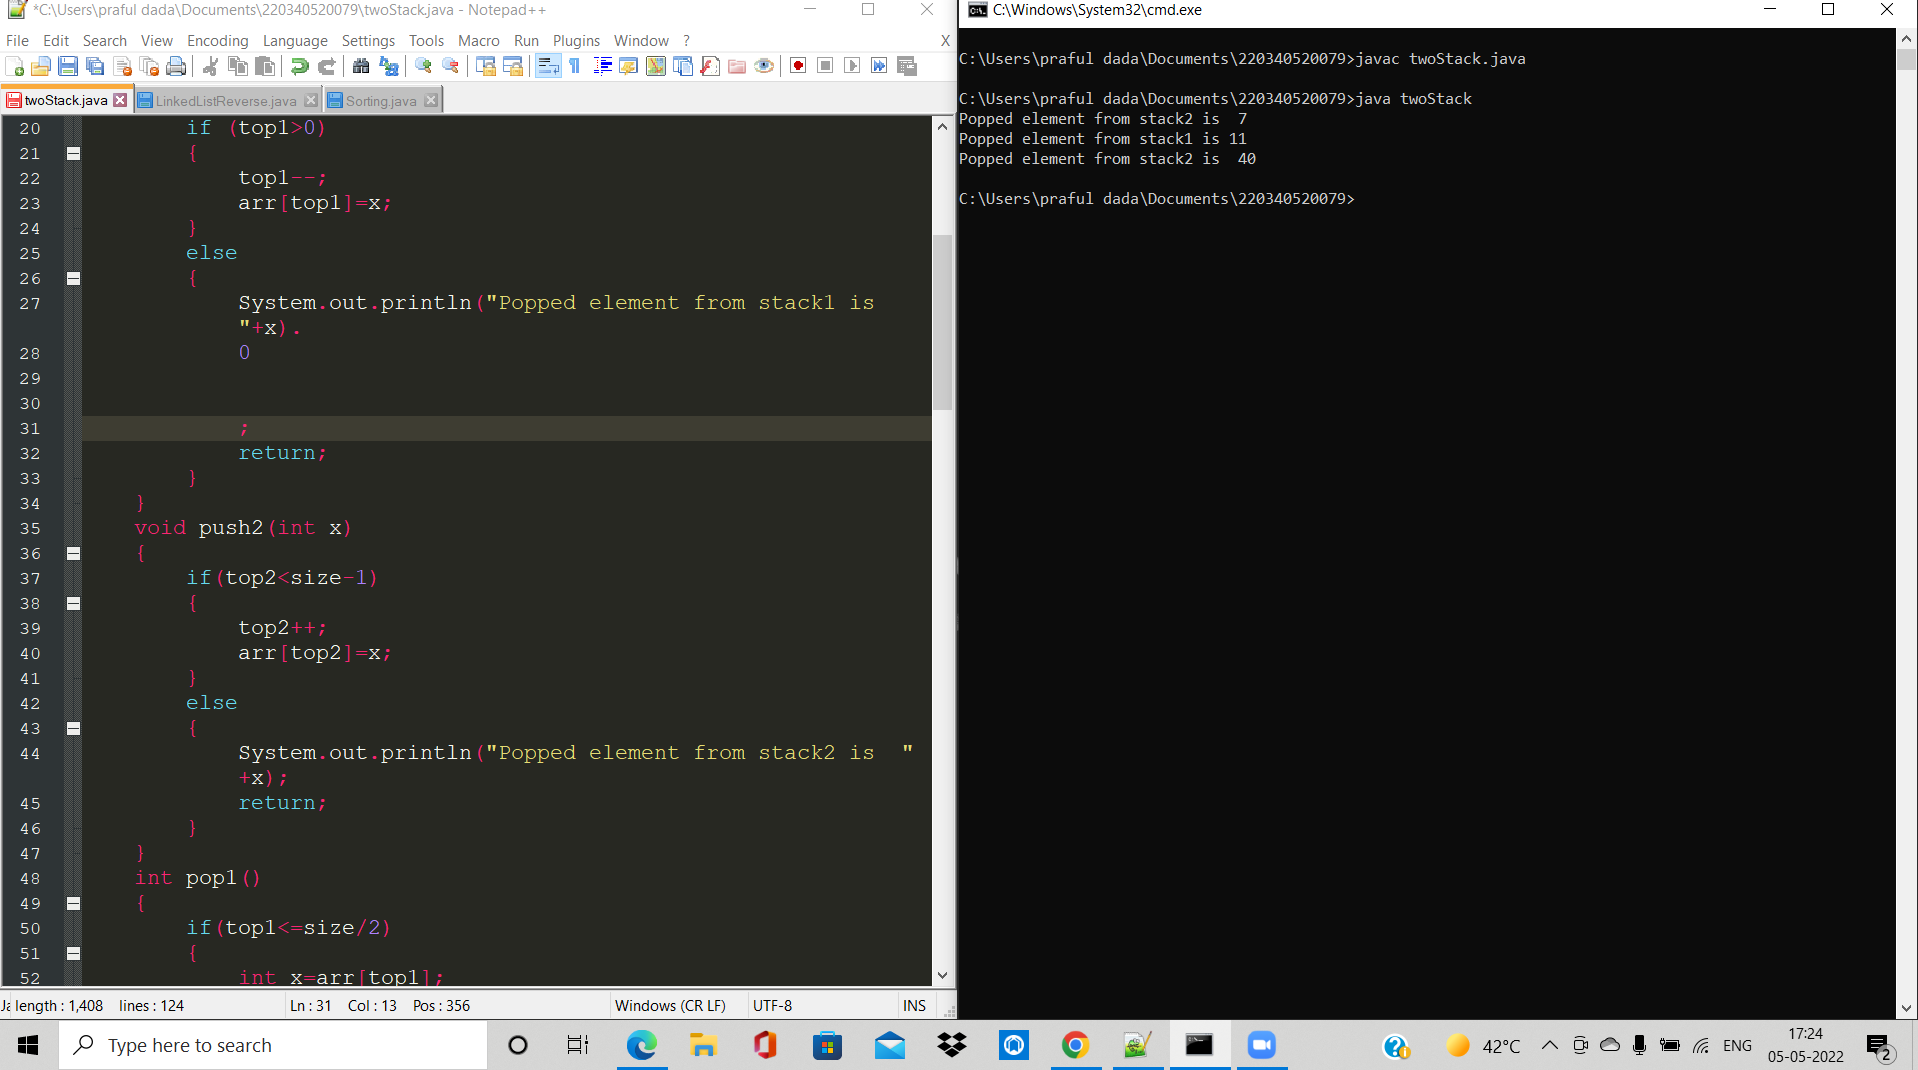 *C:\Users\praful dada\Documents\220340520079\twoStack.java - Notepad++
File Edit Search View Encoding Language Settings Tools Macro Run Plugins Window ? X
twoStack.java LinkedListReverse.java Sorting.java
20 if (top1>0)
21 {
22 top1--;
23 arr[top1]=x;
24 }
25 else
26 {
27 System.out.println("Popped element from stack1 is
"+x).
28 0
29
30
31 ;
32 return;
33 }
34 }
35 void push2(int x)
36 {
37 if(top2<size-1)
38 {
39 top2++;
40 arr[top2]=x;
41 }
42 else
43 {
44 System.out.println("Popped element from stack2 is  "
+x);
45 return;
46 }
47 }
48 int pop1()
49 {
50 if(top1<=size/2)
51 {
52 int x=arr[top1];
Ja length : 1,408 lines : 124 Ln : 31 Col : 13 Pos : 356 Windows (CR LF) UTF-8 INS
C:\Windows\System32\cmd.exe
C:\Users\praful dada\Documents\220340520079>javac twoStack.java
C:\Users\praful dada\Documents\220340520079>java twoStack
Popped element from stack2 is  7
Popped element from stack1 is 11
Popped element from stack2 is  40
C:\Users\praful dada\Documents\220340520079>
Type here to search
42°C
ENG
17:24
05-05-2022
2